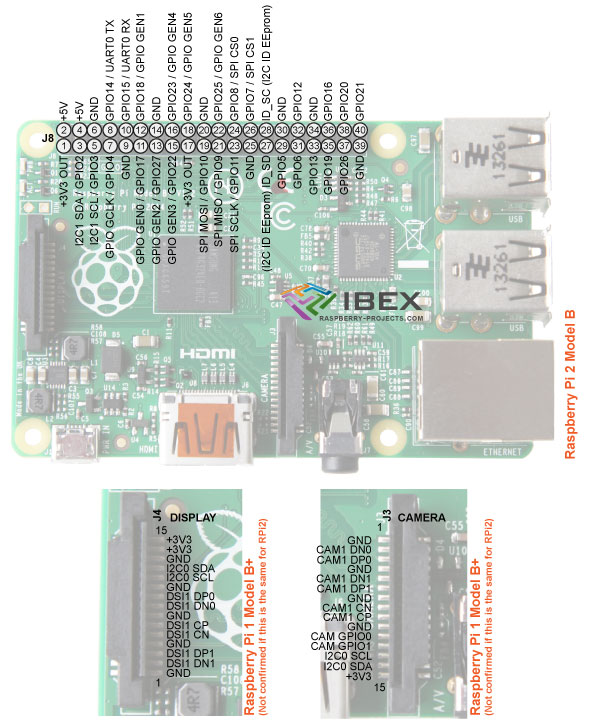 +5V
+5V
GND
GPIO14 / UART0 TX
GPIO15 / UART0 RX
GPIO18 / GPIO GEN1
GND
GPIO23 / GPIO GEN4
GPIO24 / GPIO GEN5
GND
GPIO25 / GPIO GEN6
GPIO8 / SPI CS0
GPIO7 / SPI CS1
ID_SC (I2C ID EEprom)
GND
GPIO12
GND
GPIO16
GPIO20
GPIO21
J8
2 4 6 8 10 12 14 16 18 20 22 24 26 28 30 32 34 36 38 40
1 3 5 7 9 11 13 15 17 19 21 23 25 27 29 31 33 35 37 39
+3V3 OUT
I2C1 SDA / GPIO2
I2C1 SCL / GPIO3
GPIO GCLK / GPIO4
GND
GPIO GEN0 / GPIO17
GPIO GEN2 / GPIO27
GPIO GEN3 / GPIO22
+3V3 OUT
SPI MOSI / GPIO10
SPI MISO / GPIO9
SPI SCLK / GPIO11
GND
(I2C ID EEprom) ID_SD
GPIO5
GPIO6
GPIO13
GPIO19
GPIO26
GND
13261
USB
13261
USB
IBEX
RASPBERRY-PROJECTS.COM
HDMI
CAMERA
PWR IN
HDMI
A/V
ETHERNET
Raspberry Pi 2 Model B
J4 DISPLAY
15
+3V3
+3V3
GND
I2C0 SDA
I2C0 SCL
GND
DSI1 DP0
DSI1 DN0
GND
DSI1 CP
DSI1 CN
GND
DSI1 DP1
DSI1 DN1
GND
1
R58
C100
4R7
Raspberry Pi 1 Model B+
(Not confirmed if this is the same for RPi2)
J3 CAMERA
1
GND
CAM1 DN0
CAM1 DP0
GND
CAM1 DN1
CAM1 DP1
GND
CAM1 CN
CAM1 CP
GND
CAM GPIO0
CAM GPIO1
I2C0 SCL
I2C0 SDA
+3V3
15
A/V
Raspberry Pi 1 Model B+
(Not confirmed if this is the same for RPi2)